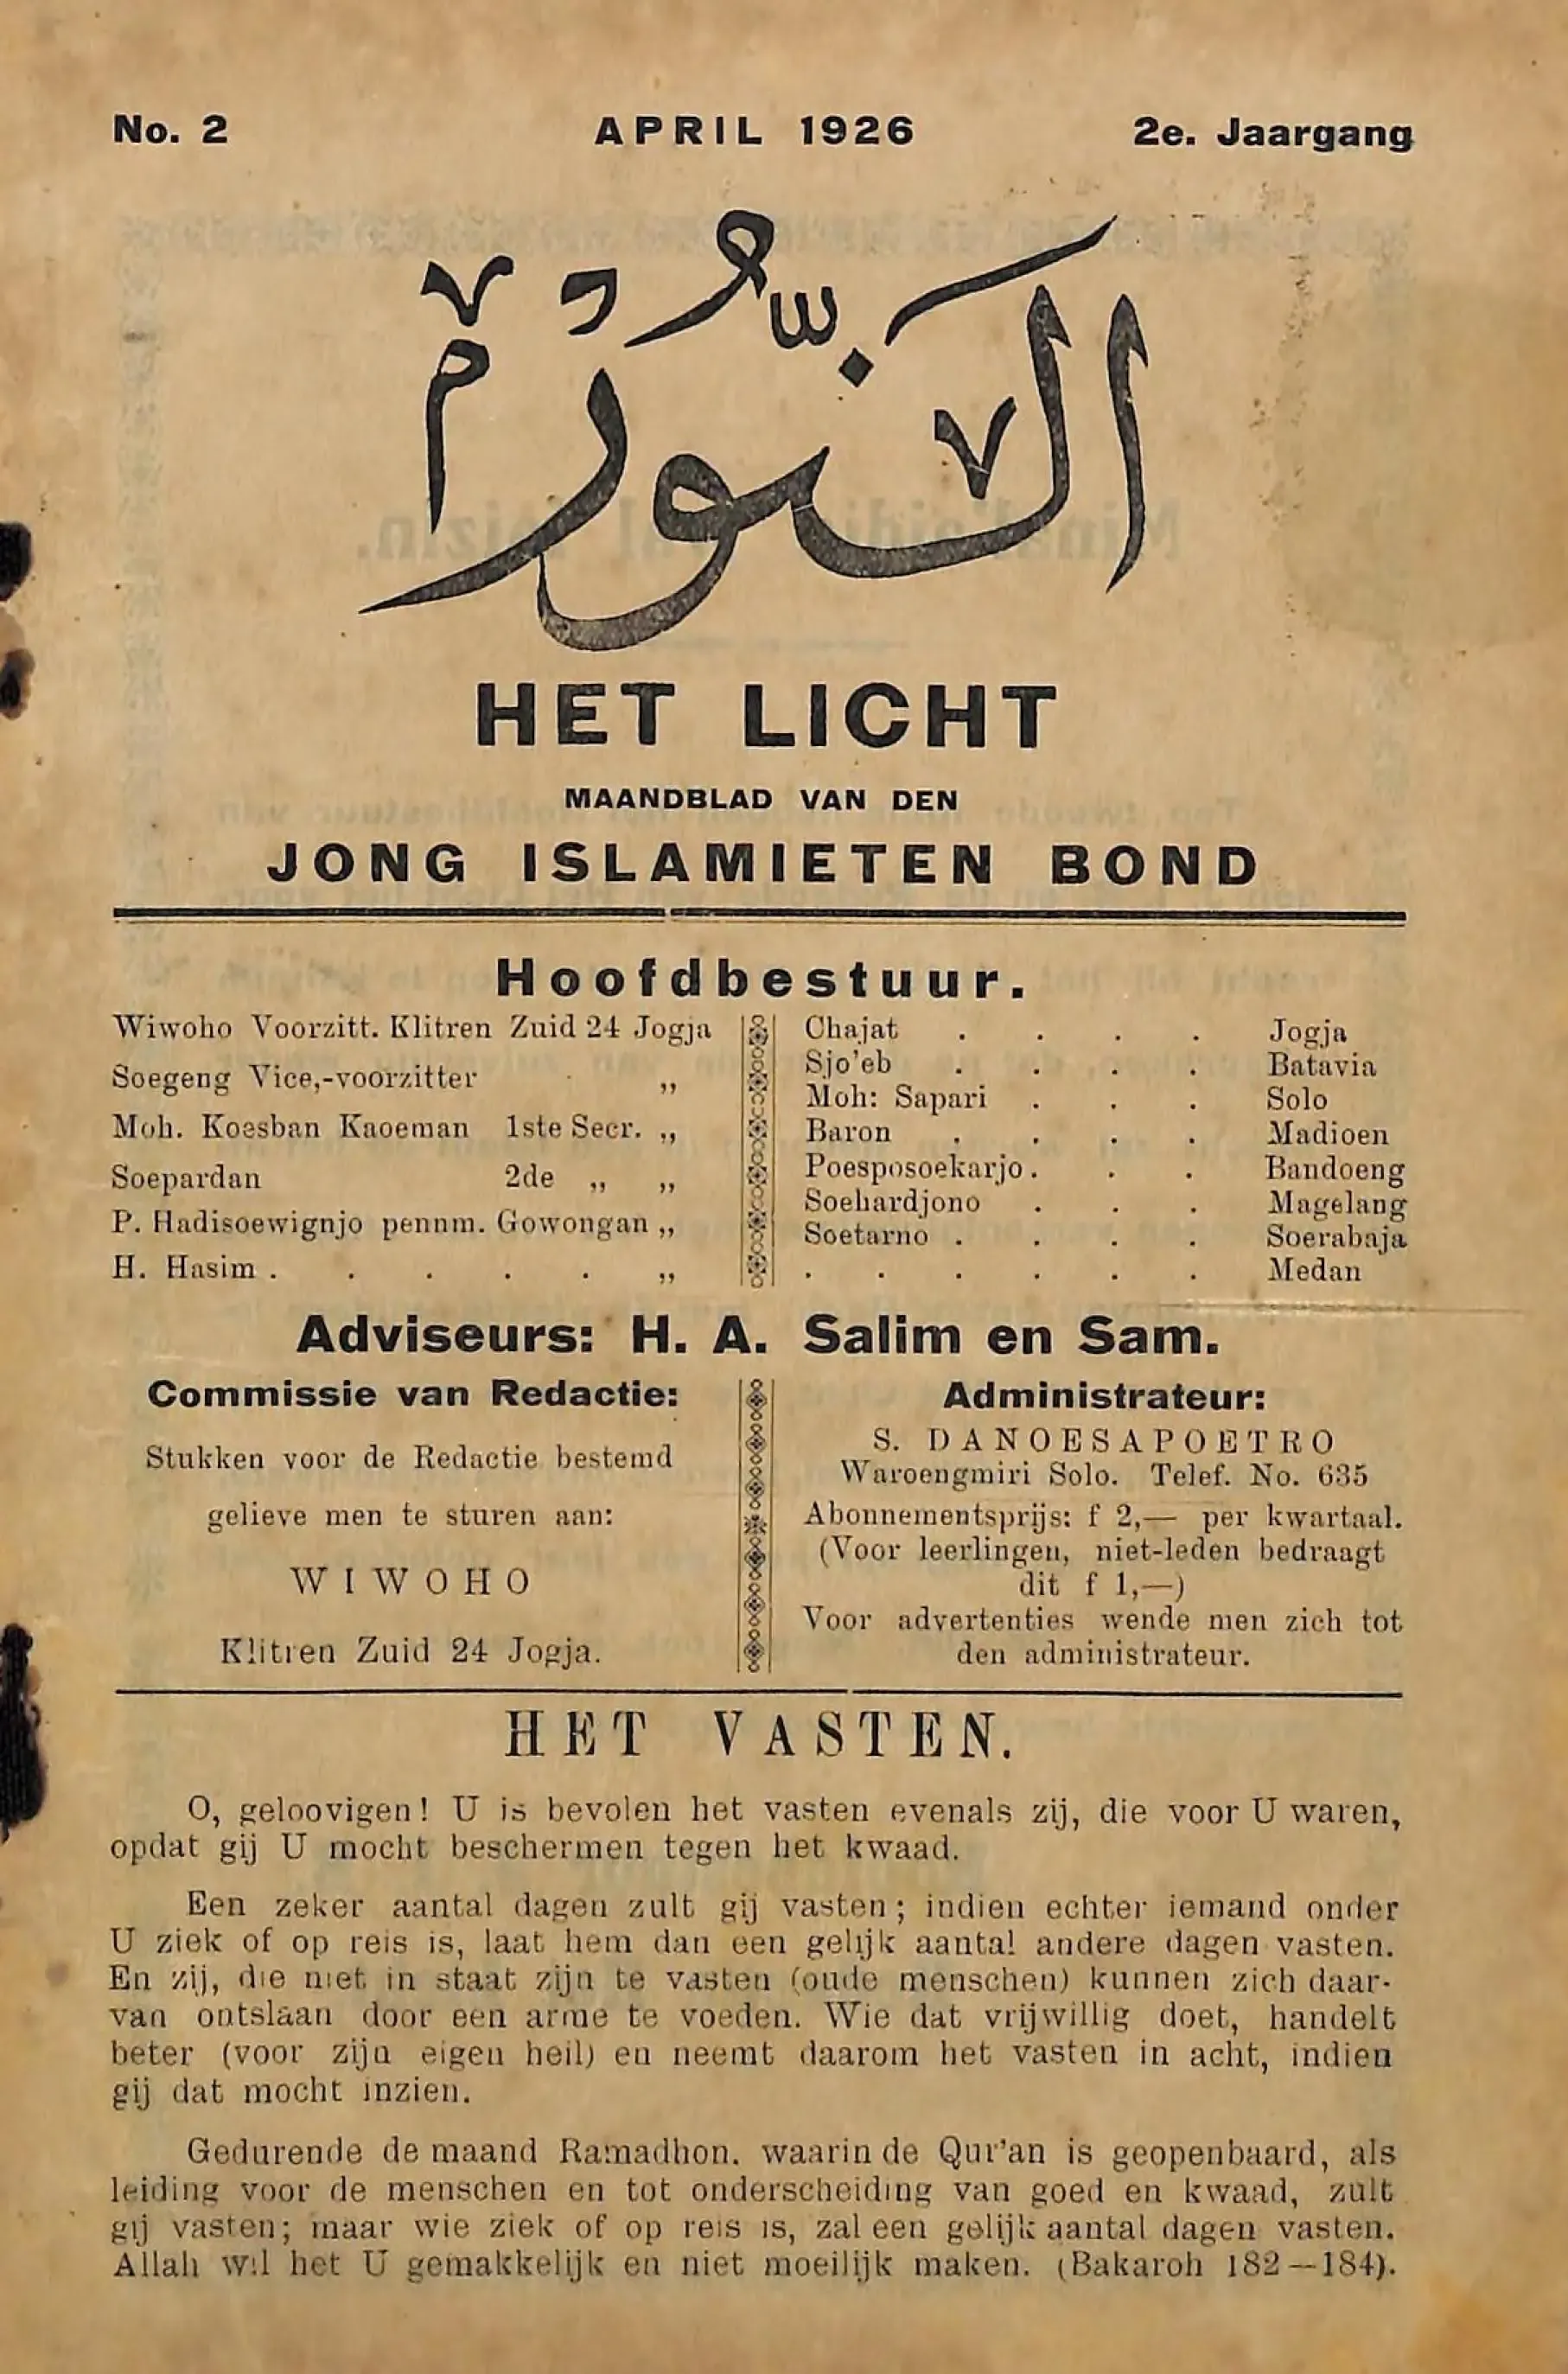 No. 2 APRIL 1926 2e. Jaargang
النور
HET LICHT
MAANDBLAD VAN DEN
JONG ISLAMIETEN BOND
Hoofdbestuur.
Wiwoho Voorzitt. Klitren Zuid 24 Jogja
Soegeng Vice,-voorzitter „
Moh. Koesban Kaoeman 1ste Secr. „
Soepardan 2de „ „
P. Hadisoewignjo pennm. Gowongan „
H. Hasim . . . . . „
Chajat . . . . Jogja
Sjo'eb . . . . Batavia
Moh: Sapari . . . Solo
Baron . . . . Madioen
Poesposoekarjo . . . Bandoeng
Soehardjono . . . Magelang
Soetarno . . . . Soerabaja
. . . . . . Medan
Adviseurs: H. A. Salim en Sam.
Commissie van Redactie:
Stukken voor de Redactie bestemd
gelieve men te sturen aan:
WIWOHO
Klitren Zuid 24 Jogja.
Administrateur:
S. DANOESAPOETRO
Waroengmiri Solo. Telef. No. 635
Abonnementsprijs: f 2,— per kwartaal.
(Voor leerlingen, niet-leden bedraagt
dit f 1,—)
Voor advertenties wende men zich tot
den administrateur.
HET VASTEN.
O, geloovigen! U is bevolen het vasten evenals zij, die voor U waren,
opdat gij U mocht beschermen tegen het kwaad.
Een zeker aantal dagen zult gij vasten; indien echter iemand onder
U ziek of op reis is, laat hem dan een gelijk aantal andere dagen vasten.
En zij, die niet in staat zijn te vasten (oude menschen) kunnen zich daar-
van ontslaan door een arme te voeden. Wie dat vrijwillig doet, handelt
beter (voor zijn eigen heil) en neemt daarom het vasten in acht, indien
gij dat mocht inzien.
Gedurende de maand Ramadhon. waarin de Qur'an is geopenbaard, als
leiding voor de menschen en tot onderscheiding van goed en kwaad, zult
gij vasten; maar wie ziek of op reis is, zal een gelijk aantal dagen vasten.
Allah wil het U gemakkelijk en niet moeilijk maken. (Bakaroh 182—184).